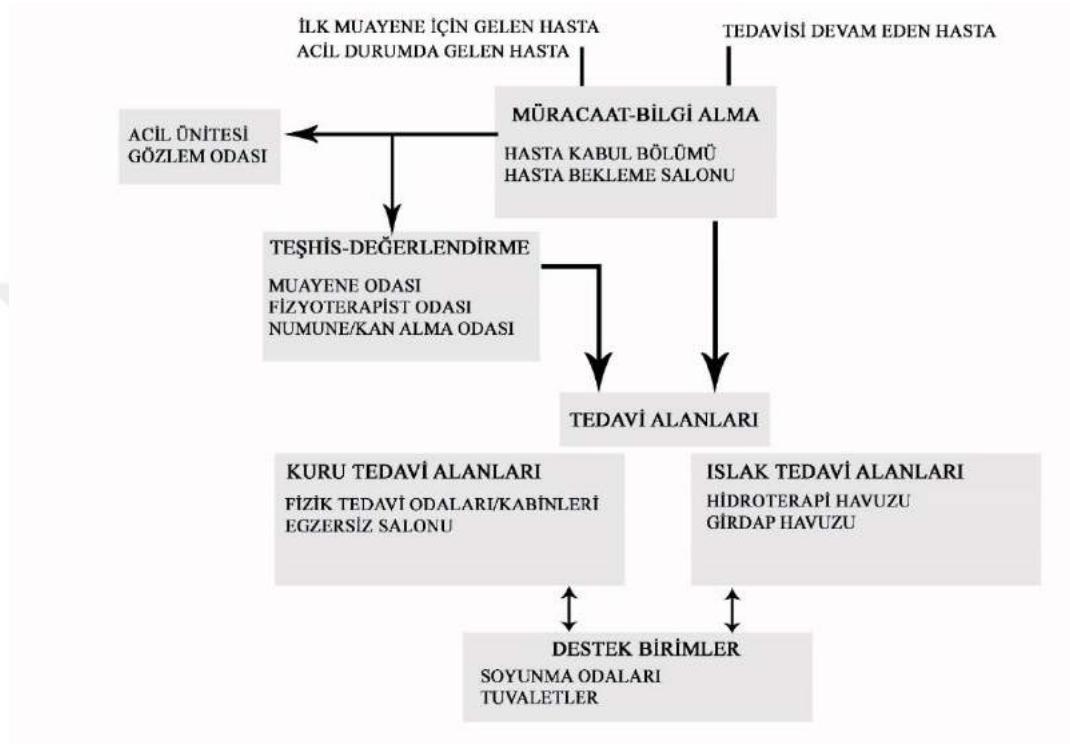 İLK MUAYENE İÇİN GELEN HASTA
ACİL DURUMDA GELEN HASTA
TEDAVİSİ DEVAM EDEN HASTA
MÜRACAAT-BİLGİ ALMA
HASTA KABUL BÖLÜMÜ
HASTA BEKLEME SALONU
ACİL ÜNİTESİ
GÖZLEM ODASI
TEŞHİS-DEĞERLENDİRME
MUAYENE ODASI
FİZYOTERAPİST ODASI
NUMUNE/KAN ALMA ODASI
TEDAVİ ALANLARI
KURU TEDAVİ ALANLARI
FİZİK TEDAVİ ODALARI/KABİNLERİ
EGZERSİZ SALONU
ISLAK TEDAVİ ALANLARI
HİDROTERAPİ HAVUZU
GİRDAP HAVUZU
DESTEK BİRİMLER
SOYUNMA ODALARI
TUVALETLER